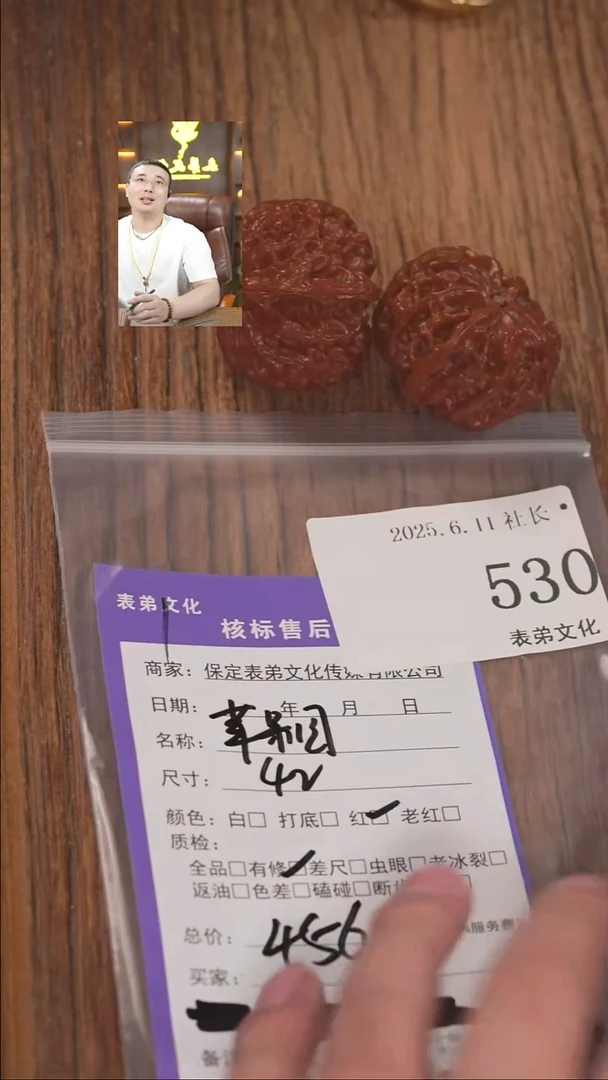 2025.6.11 社长
530
表弟文化
表弟文化
核标售后
商家：保定表弟文化传媒有限公司
日期： 年 月 日
名称：
尺寸：42
颜色：白□ 打底□ 红□ 老红□
质检：
全品□有修□差尺□虫眼□老冰裂□
返油□色差□磕碰□断
总价：456
服务费
买家：